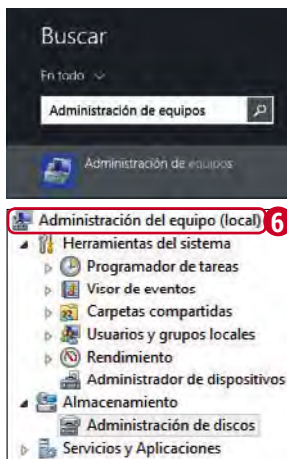 Buscar
En todo
Administración de equipos
Administración de equipos
Administración del equipo (local) 6
Herramientas del sistema
Programador de tareas
Visor de eventos
Carpetas compartidas
Usuarios y grupos locales
Rendimiento
Administrador de dispositivos
Almacenamiento
Administración de discos
Servicios y Aplicaciones